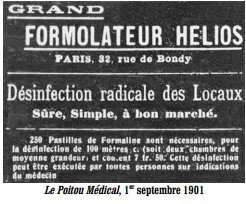 GRAND
FORMOLATEUR HELIOS
PARIS, 32, rue de Bondy
Désinfection radicale des Locaux
Sûre, Simple, à bon marché.
250 Pastilles de Formaline sont nécessaires, pour
la désinfection de 100 mètres c. (soit: deux chambres de
moyenne grandeur) et coutent 7 fr. 50. Cette désinfection
peut être exécutée par toutes personnes sur indications
du médecin
Le Poitou Médical, 1er septembre 1901